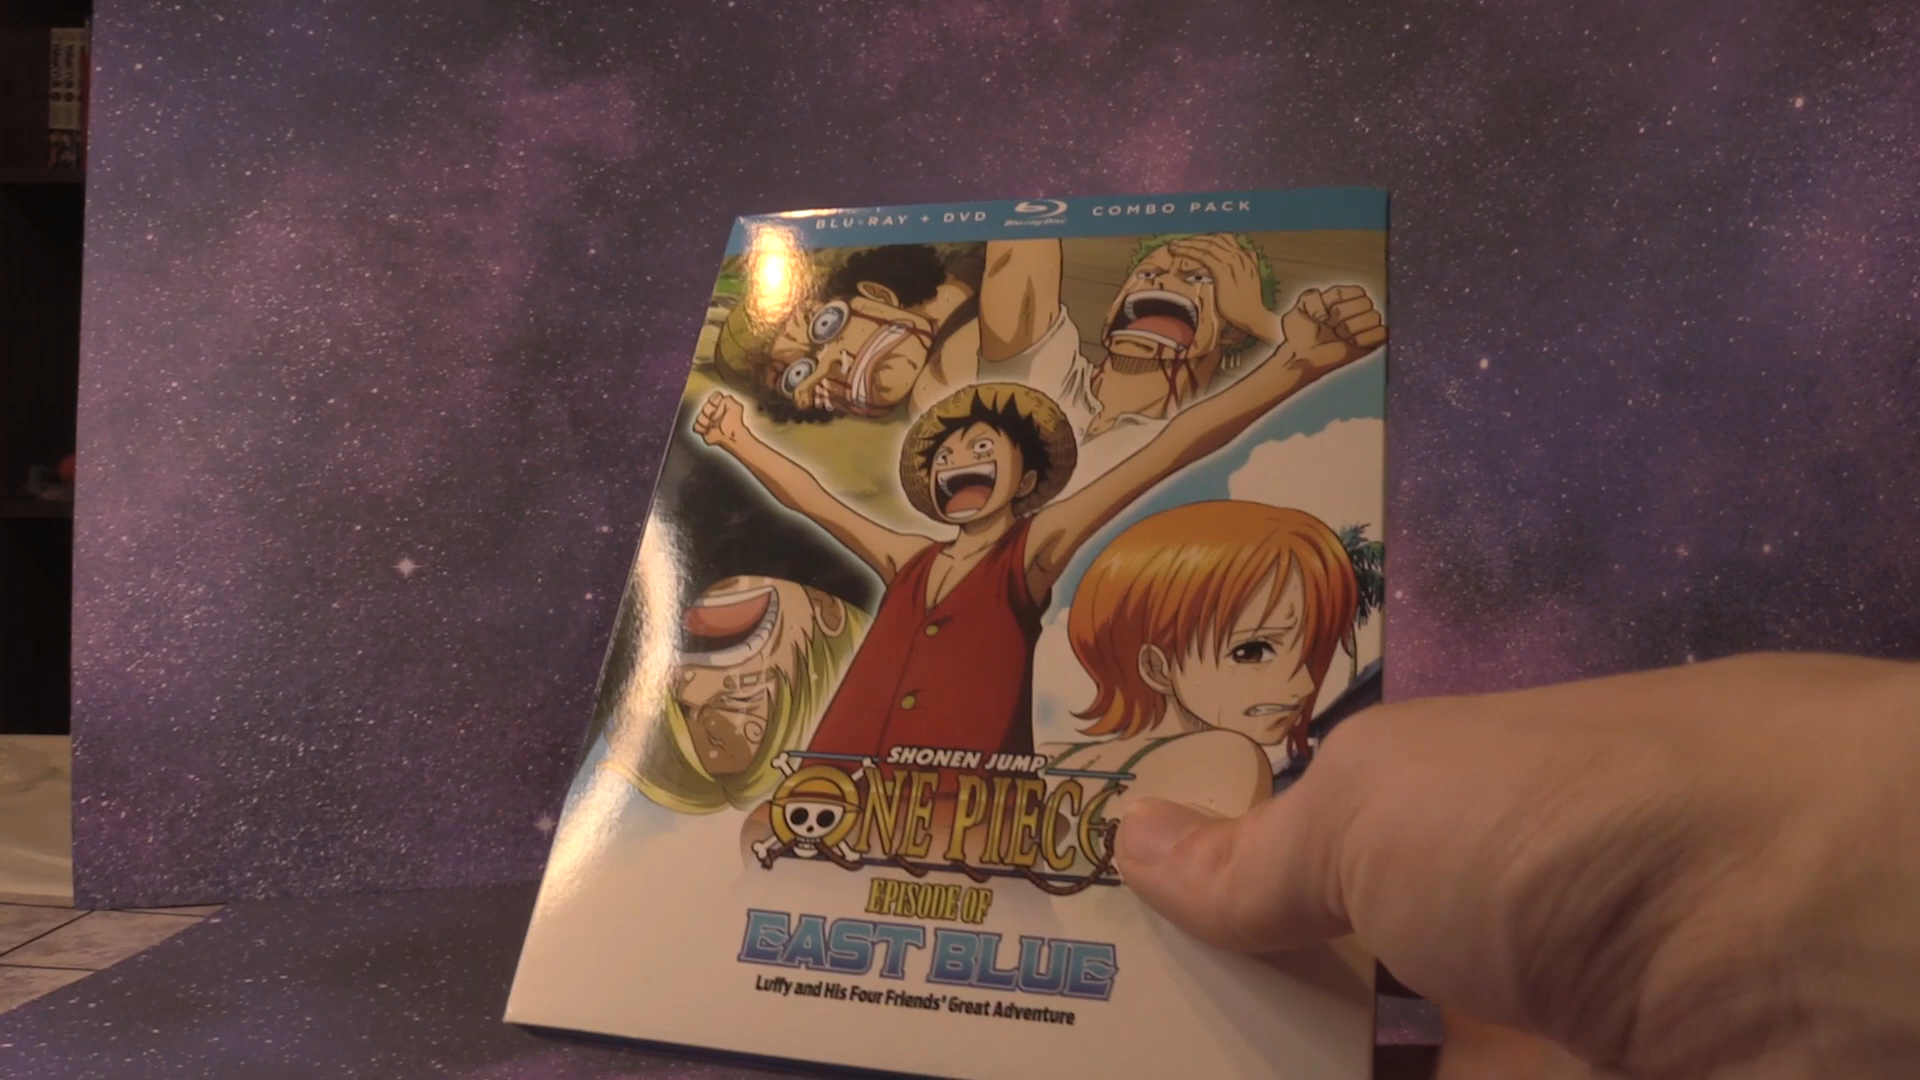 BLU-RAY + DVD Blu-ray Disc COMBO PACK
SHONEN JUMP
ONE PIECE
EPISODE OF
EAST BLUE
Luffy and His Four Friends' Great Adventure